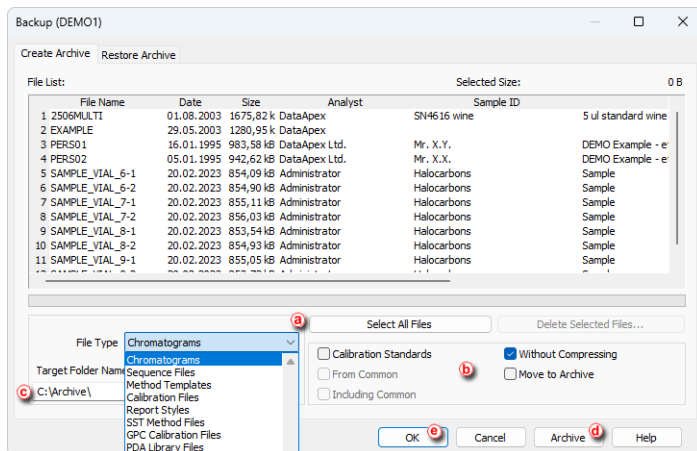 Backup (DEMO1)
Create Archive Restore Archive
File List: Selected Size: 0 B
File Name Date Size Analyst Sample ID
1 2506MULTI 01.08.2003 1675,82 k DataApex SN4616 wine 5 ul standard wine
2 EXAMPLE 29.05.2003 1280,95 k DataApex
3 PERS01 16.01.1995 983,58 kB DataApex Ltd. Mr. X.Y. DEMO Example - e
4 PERS02 05.01.1995 942,62 kB DataApex Ltd. Mr. X.X. DEMO Example - e
5 SAMPLE_VIAL_6-1 20.02.2023 854,09 kB Administrator Halocarbons Sample
6 SAMPLE_VIAL_6-2 20.02.2023 854,90 kB Administrator Halocarbons Sample
7 SAMPLE_VIAL_7-1 20.02.2023 855,11 kB Administrator Halocarbons Sample
8 SAMPLE_VIAL_7-2 20.02.2023 856,03 kB Administrator Halocarbons Sample
9 SAMPLE_VIAL_8-1 20.02.2023 853,54 kB Administrator Halocarbons Sample
10 SAMPLE_VIAL_8-2 20.02.2023 854,93 kB Administrator Halocarbons Sample
11 SAMPLE_VIAL_9-1 20.02.2023 855,05 kB Administrator Halocarbons Sample
a Select All Files Delete Selected Files...
File Type Chromatograms
Chromatograms
Sequence Files
Method Templates
Calibration Files
Report Styles
SST Method Files
GPC Calibration Files
PDA Library Files
Calibration Standards Without Compressing
From Common b Move to Archive
Including Common
Target Folder Name
c C:\Archive\
OK e Cancel Archive d Help